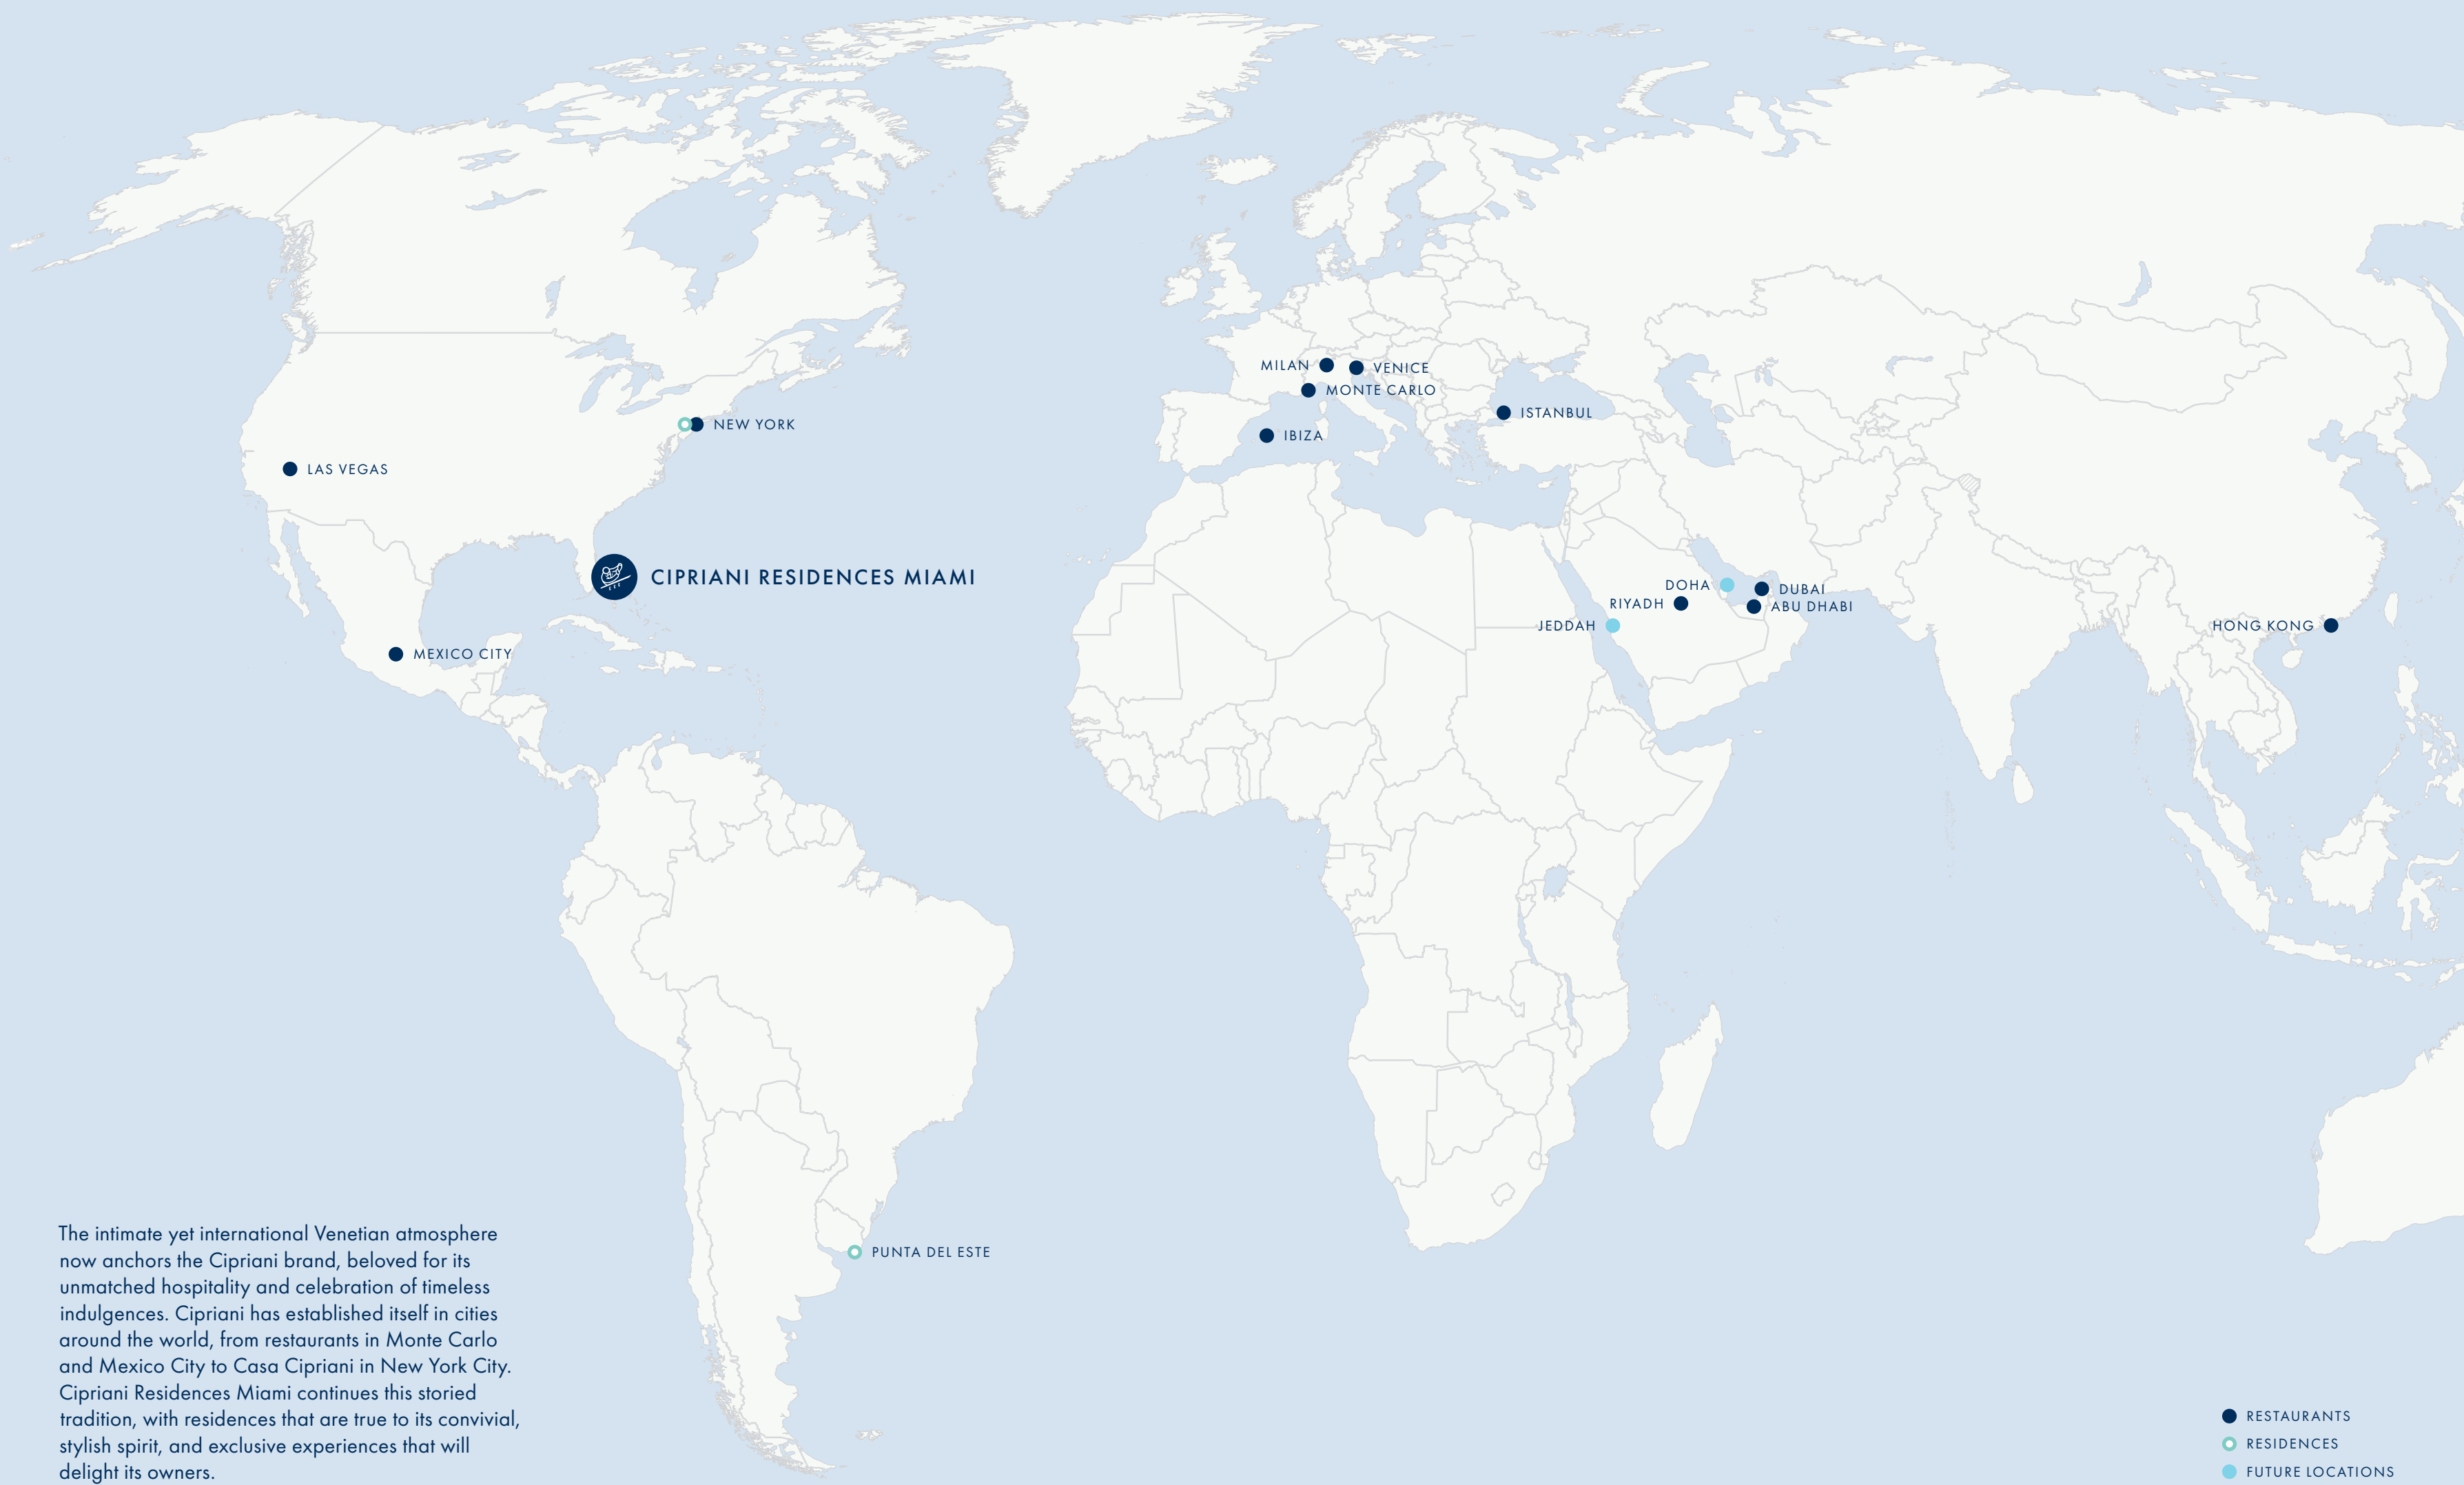 MILAN
VENICE
MONTE CARLO
ISTANBUL
NEW YORK
IBIZA
LAS VEGAS
CIPRIANI RESIDENCES MIAMI
DOHA
DUBAI
RIYADH
ABU DHABI
JEDDAH
HONG KONG
MEXICO CITY
PUNTA DEL ESTE
The intimate yet international Venetian atmosphere
now anchors the Cipriani brand, beloved for its
unmatched hospitality and celebration of timeless
indulgences. Cipriani has established itself in cities
around the world, from restaurants in Monte Carlo
and Mexico City to Casa Cipriani in New York City.
Cipriani Residences Miami continues this storied
tradition, with residences that are true to its convivial,
stylish spirit, and exclusive experiences that will
delight its owners.
RESTAURANTS
RESIDENCES
FUTURE LOCATIONS